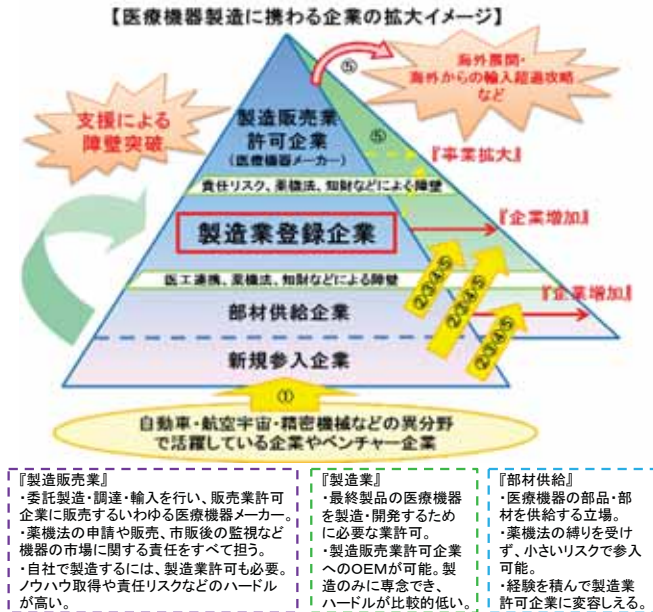 【医療機器製造に携わる企業の拡大イメージ】
⑤
海外展開・
海外からの輸入超過攻略
など
支援による
障壁突破
製造販売業
許可企業
(医療機器メーカー)
⑤
『事業拡大』
責任リスク、薬機法、知財などによる障壁
製造業登録企業
『企業増加』
医工連携、薬機法、知財などによる障壁
②③④⑤
②③④⑤
②③④⑤
『企業増加』
部材供給企業
新規参入企業
①
自動車・航空宇宙・精密機械などの異分野
で活躍している企業やベンチャー企業
『製造販売業』
・委託製造・調達・輸入を行い、販売業許可
企業に販売するいわゆる医療機器メーカー。
・薬機法の申請や販売、市販後の監視など
機器の市場に関する責任をすべて担う。
・自社で製造するには、製造業許可も必要。
ノウハウ取得や責任リスクなどのハードル
が高い。
『製造業』
・最終製品の医療機器
を製造・開発するため
に必要な業許可。
・製造販売業許可企業
へのOEMが可能。製
造のみに専念でき、
ハードルが比較的低い。
『部材供給』
・医療機器の部品・部
材を供給する立場。
・薬機法の縛りを受け
ず、小さいリスクで参入
可能。
・経験を積んで製造業
許可企業に変容しえる。